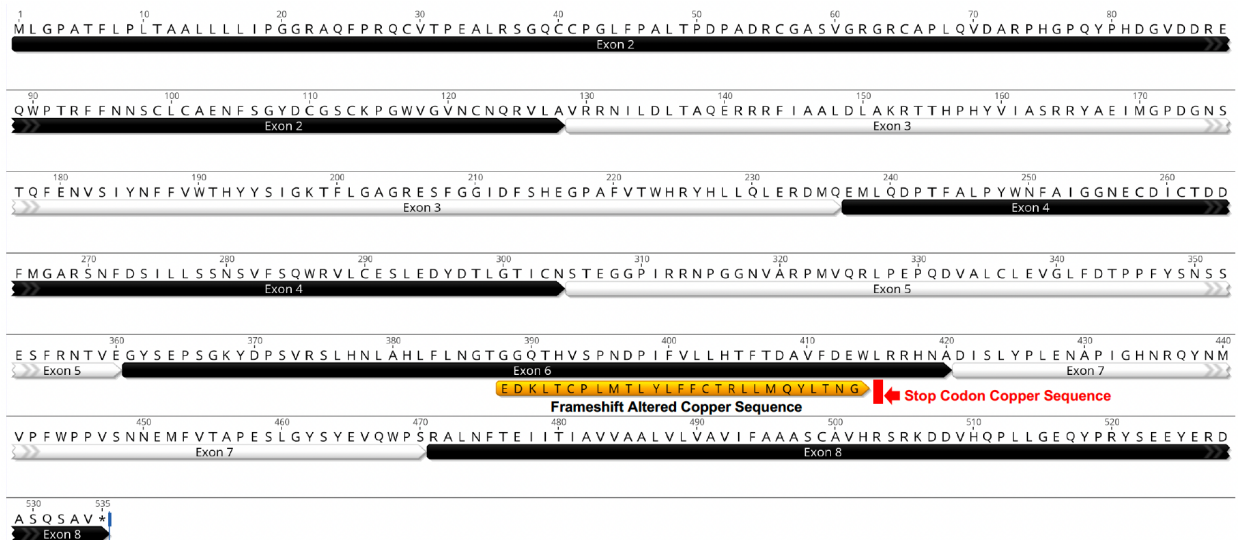 1 10 20 30 40 50 60 70 80
MLGPATFLPLTAALLLLIPGGRAQFPRQCVTPEALRSGQCCPGLFPALTPDPADRCGASVGRGRCAPLQVDARPHGPQYPHDGVDDRE
Exon 2
90 100 110 120 130 140 150 160 170
QWPTRFFNNSCLCAENFSGYDCGSCKPGWVGVNCNQRVLAVRRNILDLTAQERRRFIAALDLAKRTTHPHYVIASRRYAEIMGPDGNS
Exon 2 Exon 3
180 190 200 210 220 230 240 250 260
TQFENVSIYNFFVWTHYYSIGKTFLGAGRESFGGIDFSHEGPAFVTWHRYHLLQLERDMQEMLQDPTFALPYWNFAIGGNECDICTDD
Exon 3 Exon 4
270 280 290 300 310 320 330 340 350
FMGARSNFDSILLSSNSVFSQWRVLCESLEDYDTLGTICNSTEGGPIRRNPGGNVARPMVQRLPEPQDVALCLEVGLFDTPPFYSNSS
Exon 4 Exon 5
360 370 380 390 400 410 420 430 440
ESFRNTVEGYSEPSGKYDPSVRSLHNLAHLFLNGTGGQTHVSPNDPIFVLLHTFTDAVFDEWLRRHNADISLYPLENAPIGHNRQYNM
Exon 5 Exon 6 Exon 7
EDKLTCPLMTLYLFFCTRLLMQYLTNG Stop Codon Copper Sequence
Frameshift Altered Copper Sequence
450 460 470 480 490 500 510 520
VPFWPPVSNNEMFVTAPESLGYSYEVQWPSRALNFTEIITIAVVAALVLVAVIFAAASCAVHRSRKDDVHQPLLGEQYPRYSEEYERD
Exon 7 Exon 8
530 535
ASQSAV*
Exon 8